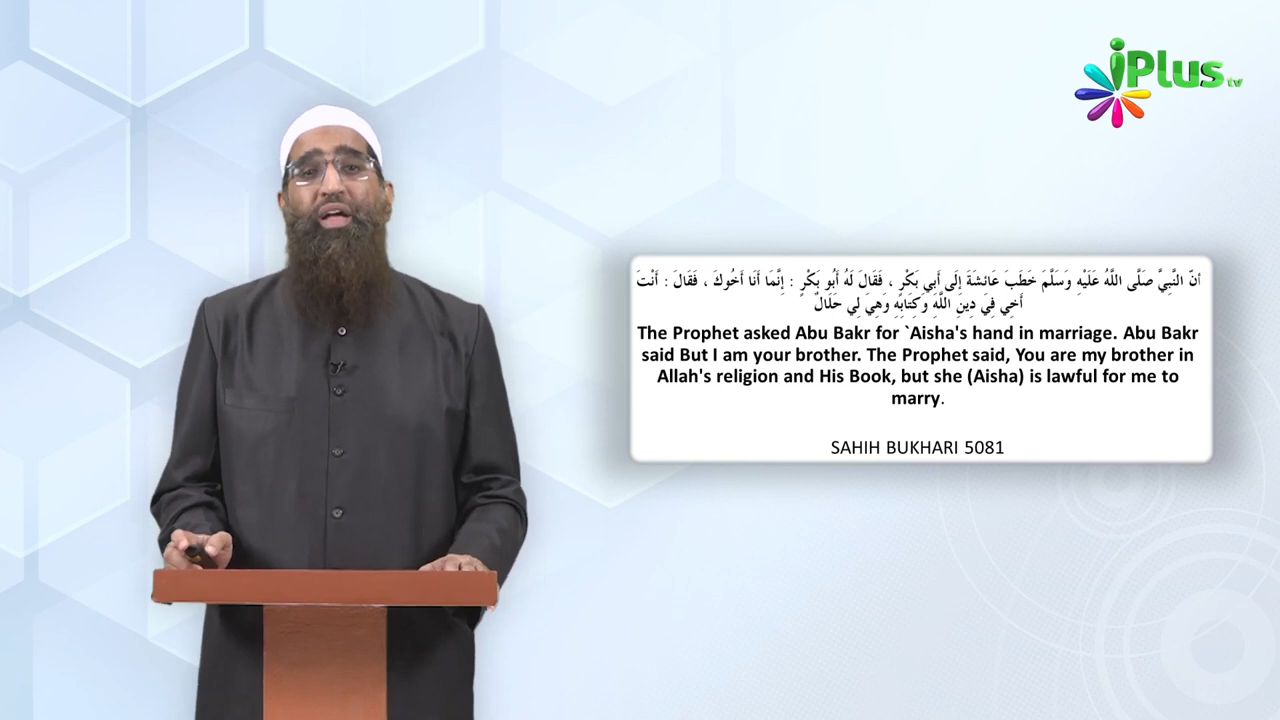 iPlus tv
أنّ النَّبِيَّ صَلَّى اللَّهُ عَلَيْهِ وَسَلَّمَ خَطَبَ عَائِشَةَ إِلَى أَبِي بَكْرٍ ، فَقَالَ لَهُ أَبُو بَكْرٍ : إِنَّمَا أَنَا أَخُوكَ ، فَقَالَ : أَنْتَ
أَخِي فِي دِينِ اللَّهِ وَكِتَابِهِ وَهِيَ لِي حَلَالٌ
The Prophet asked Abu Bakr for `Aisha's hand in marriage. Abu Bakr
said But I am your brother. The Prophet said, You are my brother in
Allah's religion and His Book, but she (Aisha) is lawful for me to
marry.
SAHIH BUKHARI 5081